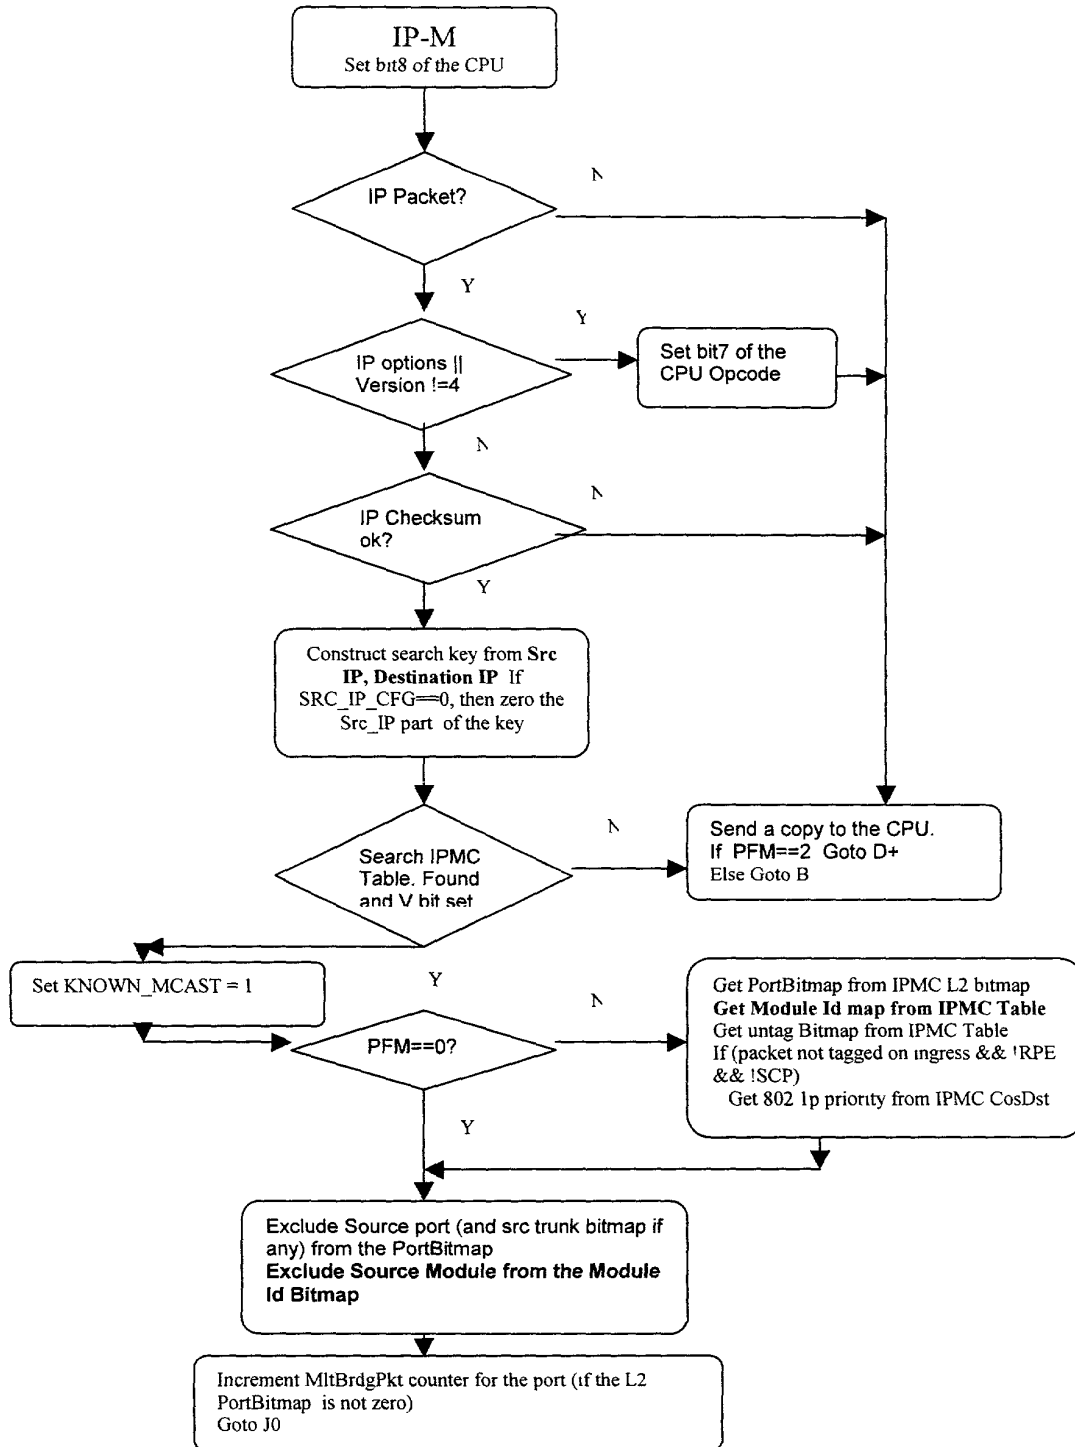 IP-M
Set bit8 of the CPU
IP Packet?
N
Y
IP options ||
Version !=4
Y
Set bit7 of the
CPU Opcode
N
IP Checksum
ok?
N
Y
Construct search key from Src
IP, Destination IP If
SRC_IP_CFG==0, then zero the
Src_IP part of the key
Search IPMC
Table. Found
and V bit set
N
Send a copy to the CPU.
If PFM==2 Goto D+
Else Goto B
Y
Set KNOWN_MCAST = 1
PFM==0?
N
Get PortBitmap from IPMC L2 bitmap
Get Module Id map from IPMC Table
Get untag Bitmap from IPMC Table
If (packet not tagged on ingress && !RPE
&& !SCP)
Get 802 1p priority from IPMC CosDst
Y
Exclude Source port (and src trunk bitmap if
any) from the PortBitmap
Exclude Source Module from the Module
Id Bitmap
Increment MltBrdgPkt counter for the port (if the L2
PortBitmap is not zero)
Goto J0